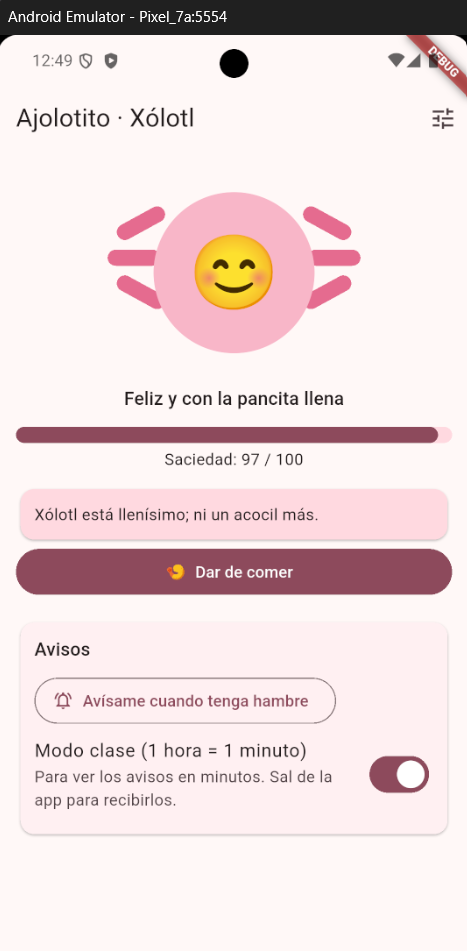 Android Emulator - Pixel_7a:5554
12:49
DEBUG
Ajolotito · Xólotl
Feliz y con la pancita llena
Saciedad: 97 / 100
Xólotl está llenísimo; ni un acocil más.
Dar de comer
Avisos
Avísame cuando tenga hambre
Modo clase (1 hora = 1 minuto)
Para ver los avisos en minutos. Sal de la
app para recibirlos.